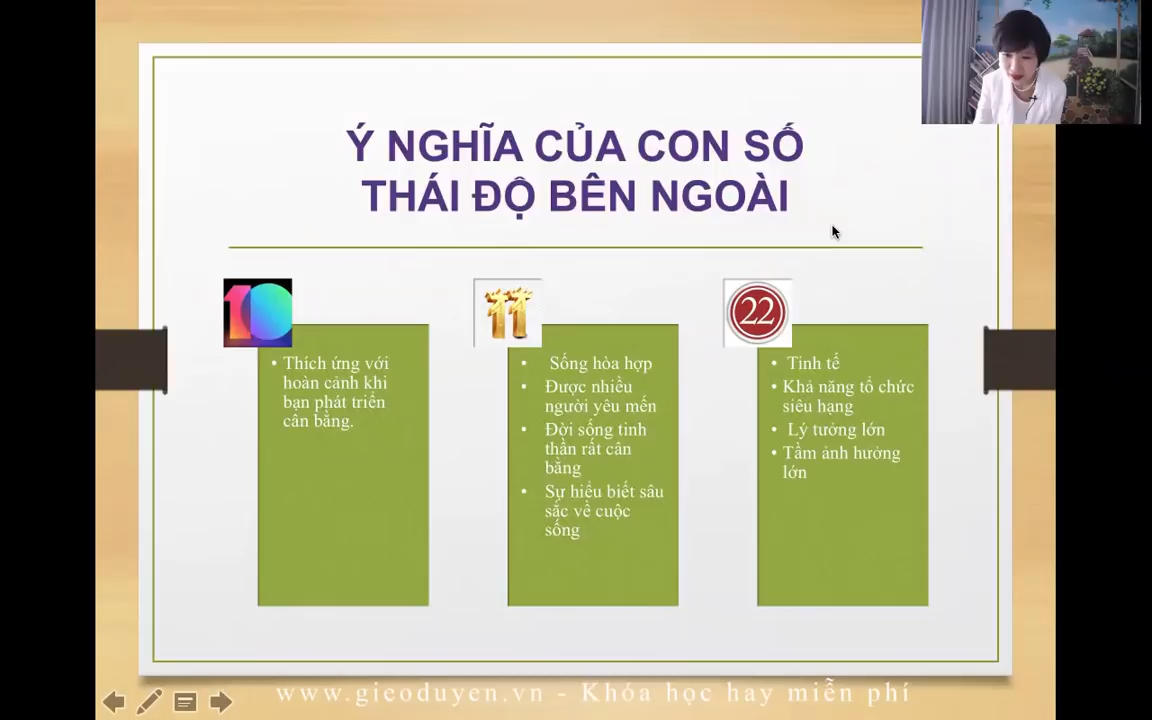 Ý NGHĨA CỦA CON SỐ
THÁI ĐỘ BÊN NGOÀI
10
• Thích ứng với
hoàn cảnh khi
bạn phát triển
cân bằng.
11
• Sống hòa hợp
• Được nhiều
người yêu mến
• Đời sống tinh
thần rất cân
bằng
• Sự hiểu biết sâu
sắc về cuộc
sống
22
• Tinh tế
• Khả năng tổ chức
siêu hạng
• Lý tưởng lớn
• Tầm ảnh hưởng
lớn
www.gieoduyen.vn - Khóa học hay miễn phí